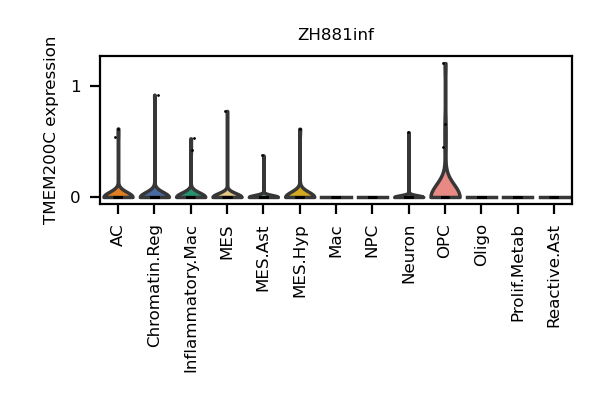 ZH881inf
TMEM200C expression
1
0
AC
Chromatin.Reg
Inflammatory.Mac
MES
MES.Ast
MES.Hyp
Mac
NPC
Neuron
OPC
Oligo
Prolif.Metab
Reactive.Ast